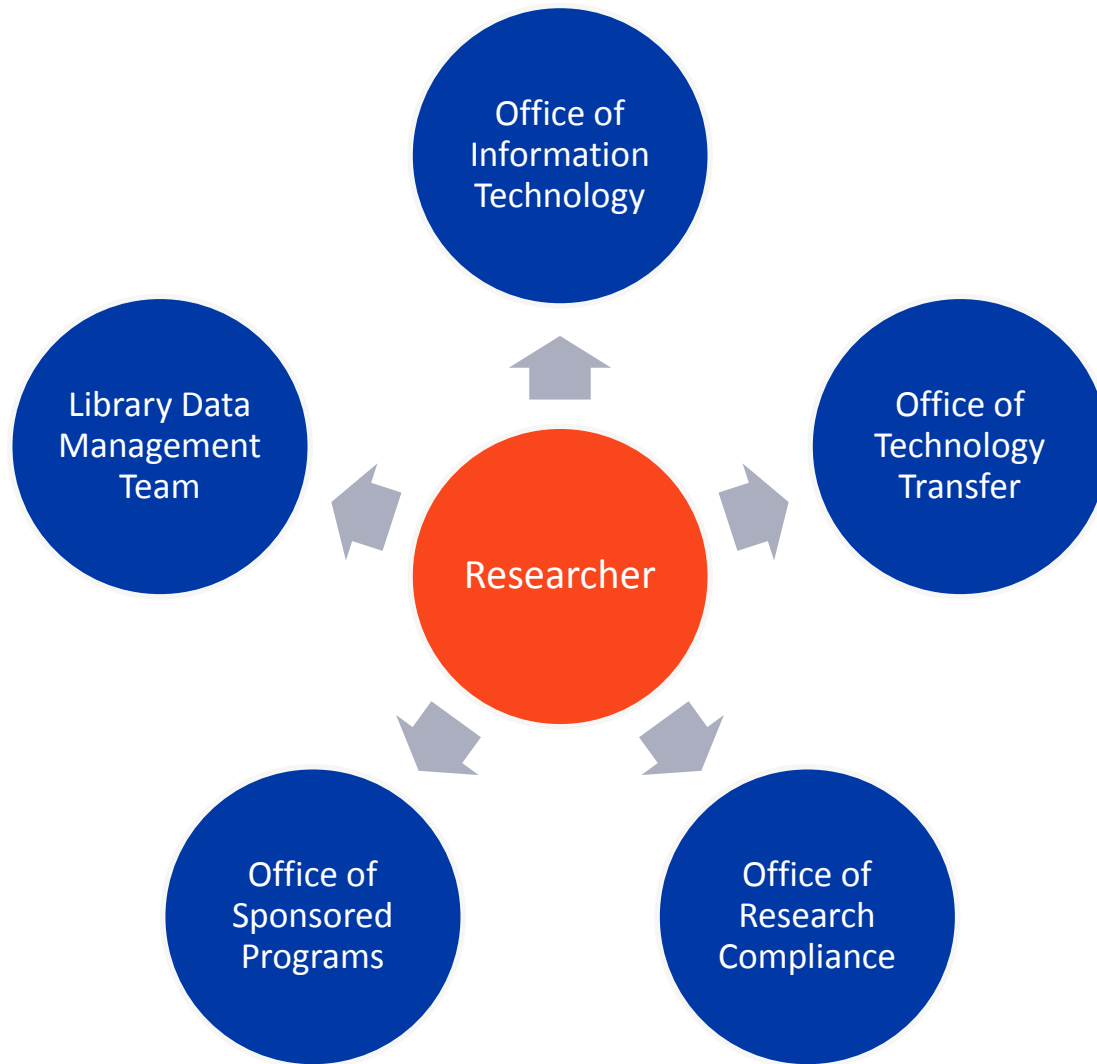 Office of
Information
Technology
Library Data
Management
Team
Office of
Technology
Transfer
Researcher
Office of
Sponsored
Programs
Office of
Research
Compliance